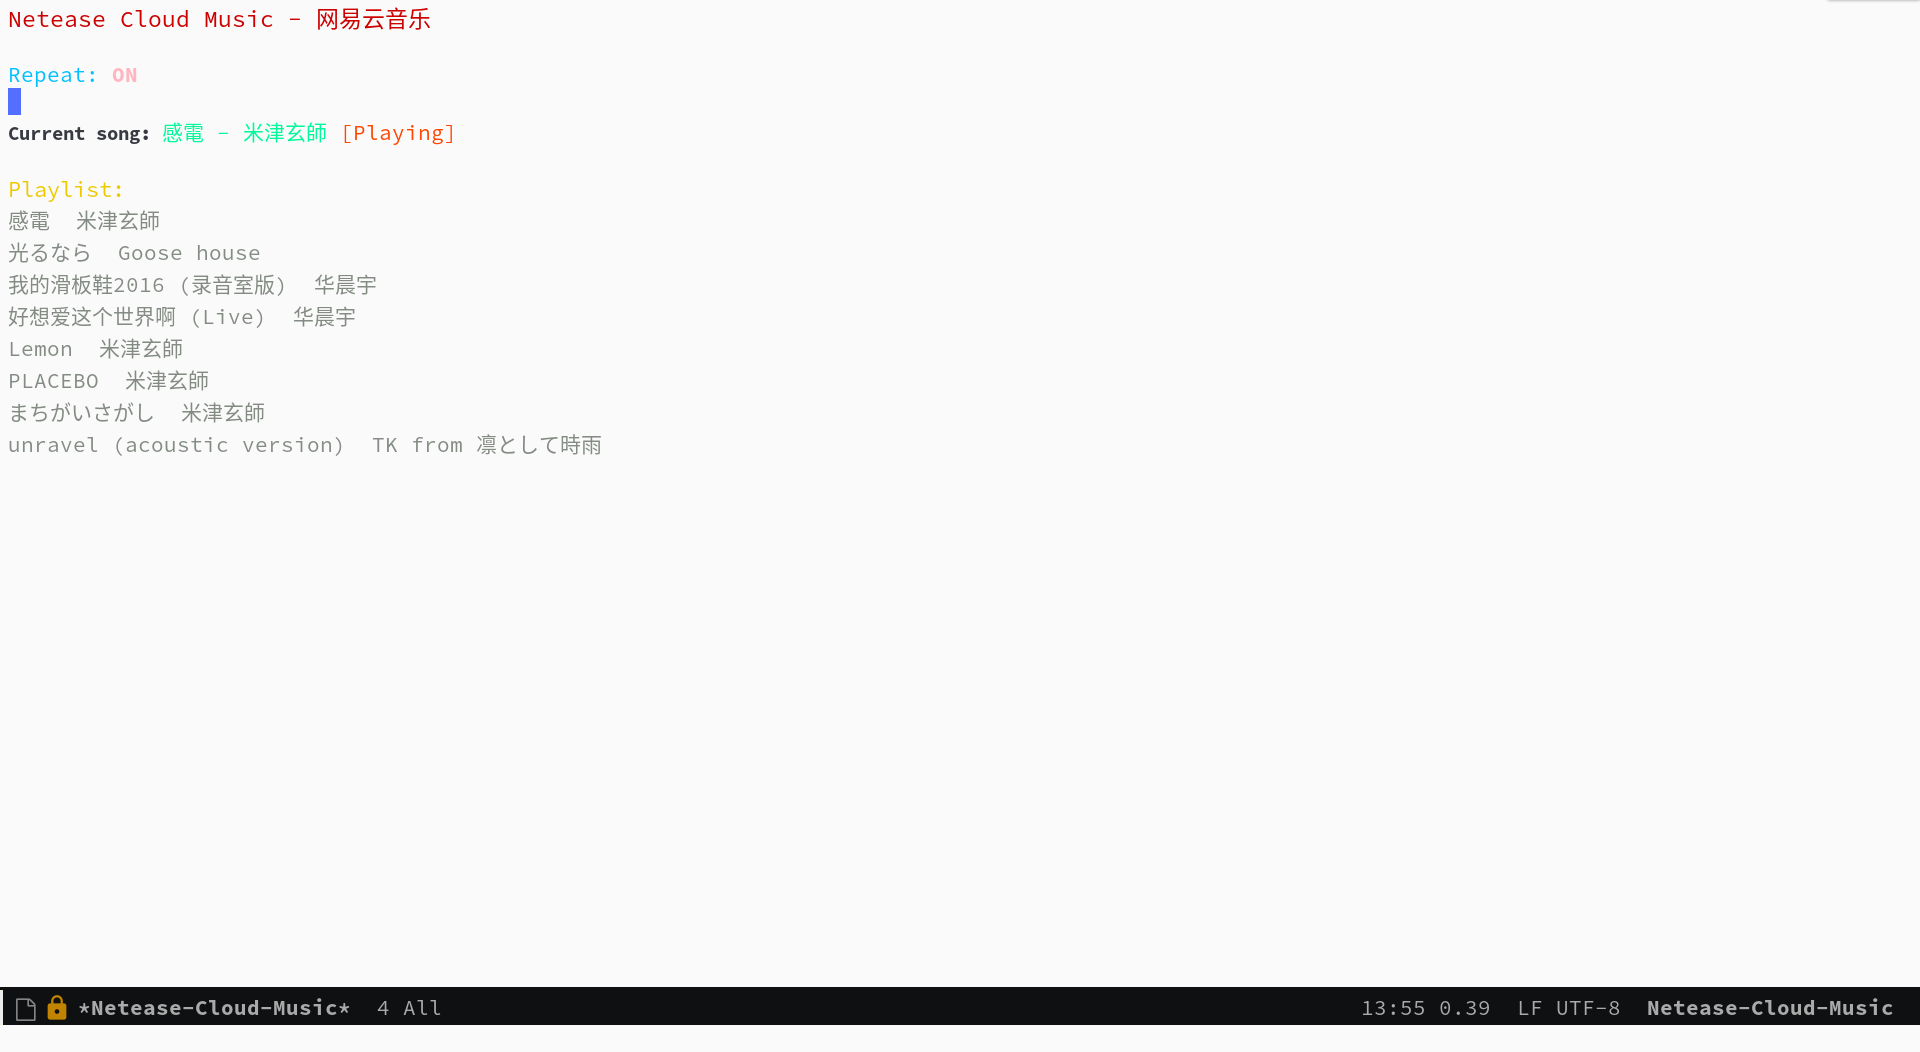 Netease Cloud Music - 网易云音乐
Repeat: ON
Current song: 感電 - 米津玄師 [Playing]
Playlist:
感電  米津玄師
光るなら  Goose house
我的滑板鞋2016 (录音室版)  华晨宇
好想爱这个世界啊 (Live)  华晨宇
Lemon  米津玄師
PLACEBO  米津玄師
まちがいさがし  米津玄師
unravel (acoustic version)  TK from 凛として時雨
*Netease-Cloud-Music*  4 All  13:55 0.39  LF UTF-8  Netease-Cloud-Music